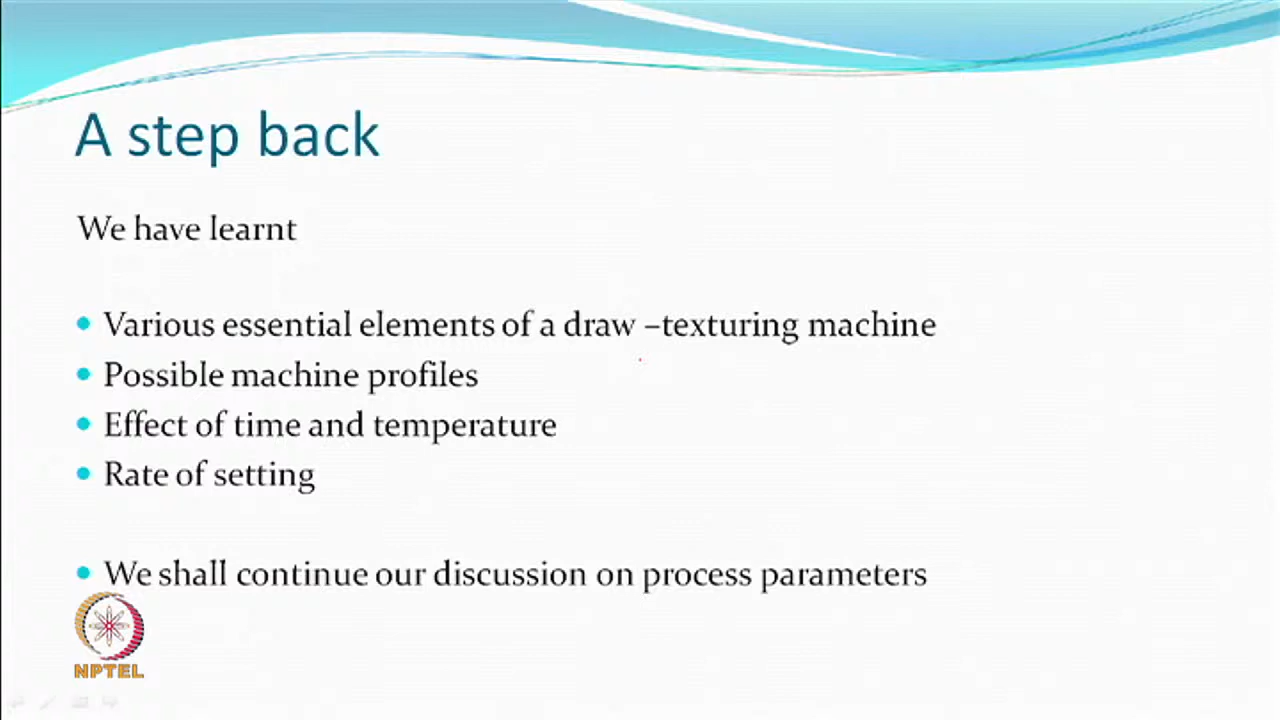 A step back
We have learnt
Various essential elements of a draw –texturing machine
Possible machine profiles
Effect of time and temperature
Rate of setting
We shall continue our discussion on process parameters
NPTEL